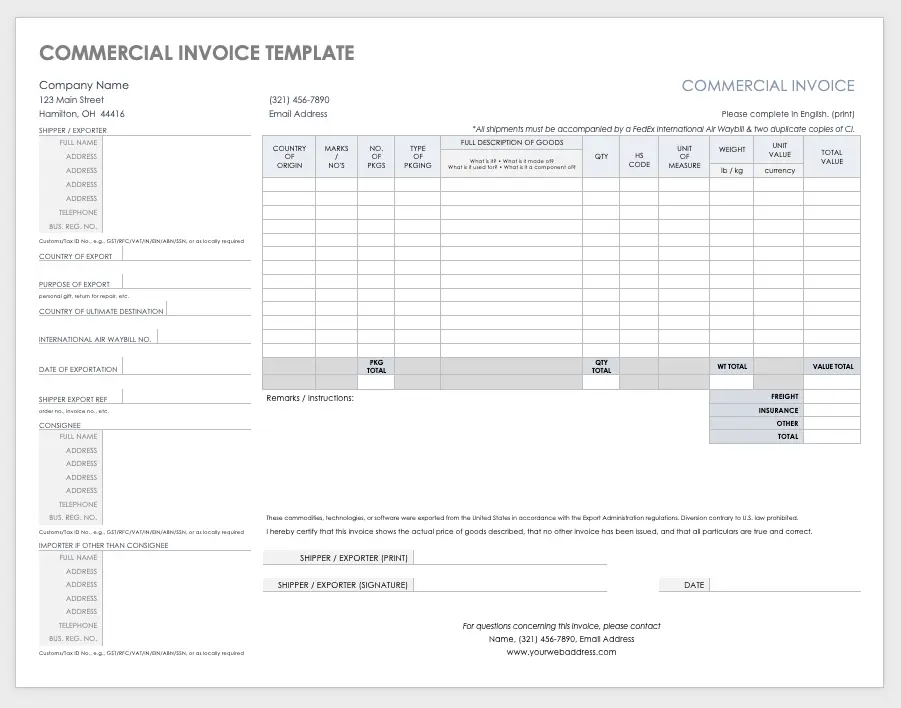 COMMERCIAL INVOICE TEMPLATE
Company Name
COMMERCIAL INVOICE
123 Main Street
(321) 456-7890
Hamilton, OH 44416
Email Address
Please complete in English. (print)
*All shipments must be accompanied by a FedEx International Air Waybill & two duplicate copies of CI.
SHIPPER / EXPORTER
FULL NAME
ADDRESS
ADDRESS
ADDRESS
ADDRESS
TELEPHONE
BUS. REG. NO.
Customs/Tax ID No., e.g., GST/RFC/VAT/IN/EIN/ABN/SSN, or as locally required
COUNTRY OF EXPORT
PURPOSE OF EXPORT
personal gift, return for repair, etc.
COUNTRY OF ULTIMATE DESTINATION
INTERNATIONAL AIR WAYBILL NO.
DATE OF EXPORTATION
SHIPPER EXPORT REF
order no., invoice no., etc.
CONSIGNEE
FULL NAME
ADDRESS
ADDRESS
ADDRESS
ADDRESS
TELEPHONE
BUS. REG. NO.
Customs/Tax ID No., e.g., GST/RFC/VAT/IN/EIN/ABN/SSN, or as locally required
IMPORTER IF OTHER THAN CONSIGNEE
FULL NAME
ADDRESS
ADDRESS
ADDRESS
ADDRESS
TELEPHONE
BUS. REG. NO.
Customs/Tax ID No., e.g., GST/RFC/VAT/IN/EIN/ABN/SSN, or as locally required
COUNTRY
OF
ORIGIN
MARKS
/
NO'S
NO.
OF
PKGS
TYPE
OF
PKGING
FULL DESCRIPTION OF GOODS
What is it? • What is it made of?
What is it used for? • What is it a component of?
QTY
HS
CODE
UNIT
OF
MEASURE
WEIGHT
lb / kg
UNIT
VALUE
currency
TOTAL
VALUE
PKG
TOTAL
QTY
TOTAL
WT TOTAL
VALUE TOTAL
Remarks / Instructions:
FREIGHT
INSURANCE
OTHER
TOTAL
These commodities, technologies, or software were exported from the United States in accordance with the Export Administration regulations. Diversion contrary to U.S. law prohibited.
I hereby certify that this invoice shows the actual price of goods described, that no other invoice has been issued, and that all particulars are true and correct.
SHIPPER / EXPORTER (PRINT)
SHIPPER / EXPORTER (SIGNATURE)
DATE
For questions concerning this invoice, please contact
Name, (321) 456-7890, Email Address
www.yourwebaddress.com